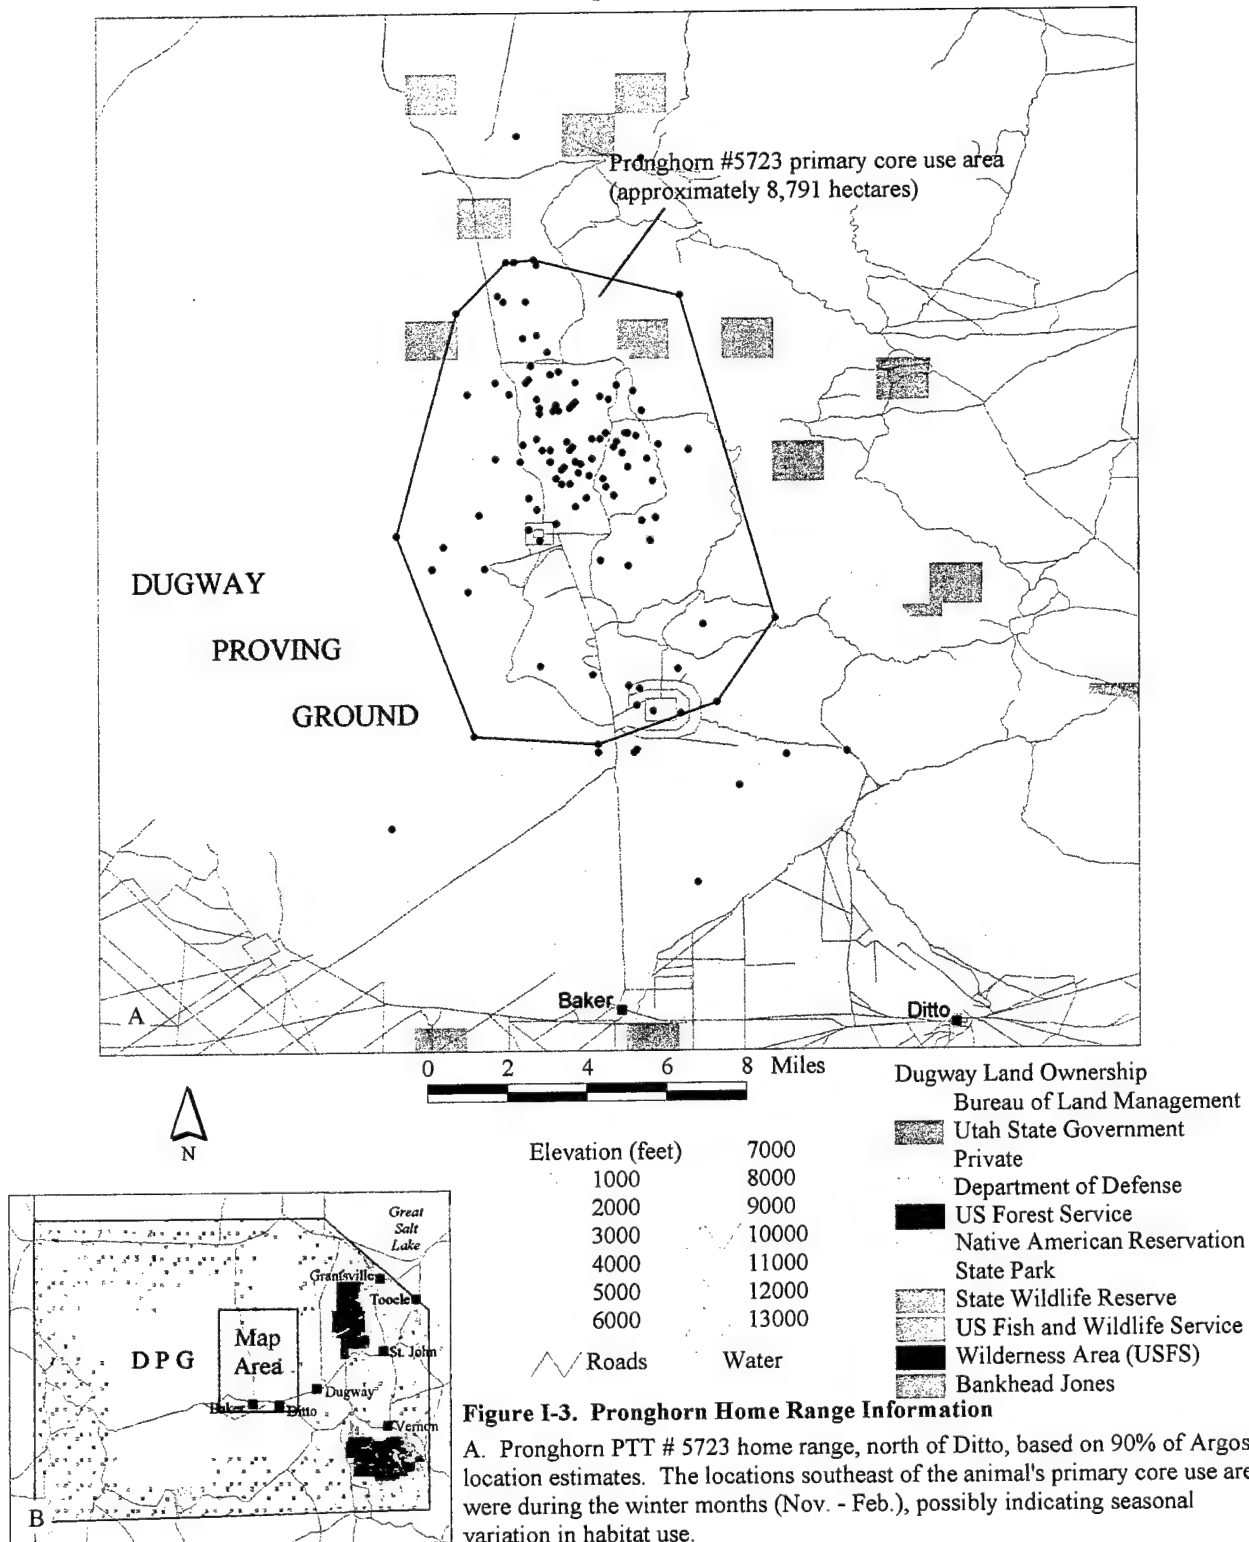 Pronghorn #5723 primary core use area
(approximately 8,791 hectares)
DUGWAY
PROVING
GROUND
A
Baker
Ditto
0 2 4 6 8 Miles
N
Elevation (feet)
1000
2000
3000
4000
5000
6000
7000
8000
9000
10000
11000
12000
13000
Roads
Water
Dugway Land Ownership
Bureau of Land Management
Utah State Government
Private
Department of Defense
US Forest Service
Native American Reservation
State Park
State Wildlife Reserve
US Fish and Wildlife Service
Wilderness Area (USFS)
Bankhead Jones
Great
Salt
Lake
Grantsville
Tooele
Map
Area
D P G
St. John
Dugway
Baker
Ditto
Vernon
B
Figure I-3. Pronghorn Home Range Information
A. Pronghorn PTT # 5723 home range, north of Ditto, based on 90% of Argos
location estimates. The locations southeast of the animal's primary core use are
were during the winter months (Nov. - Feb.), possibly indicating seasonal
variation in habitat use.